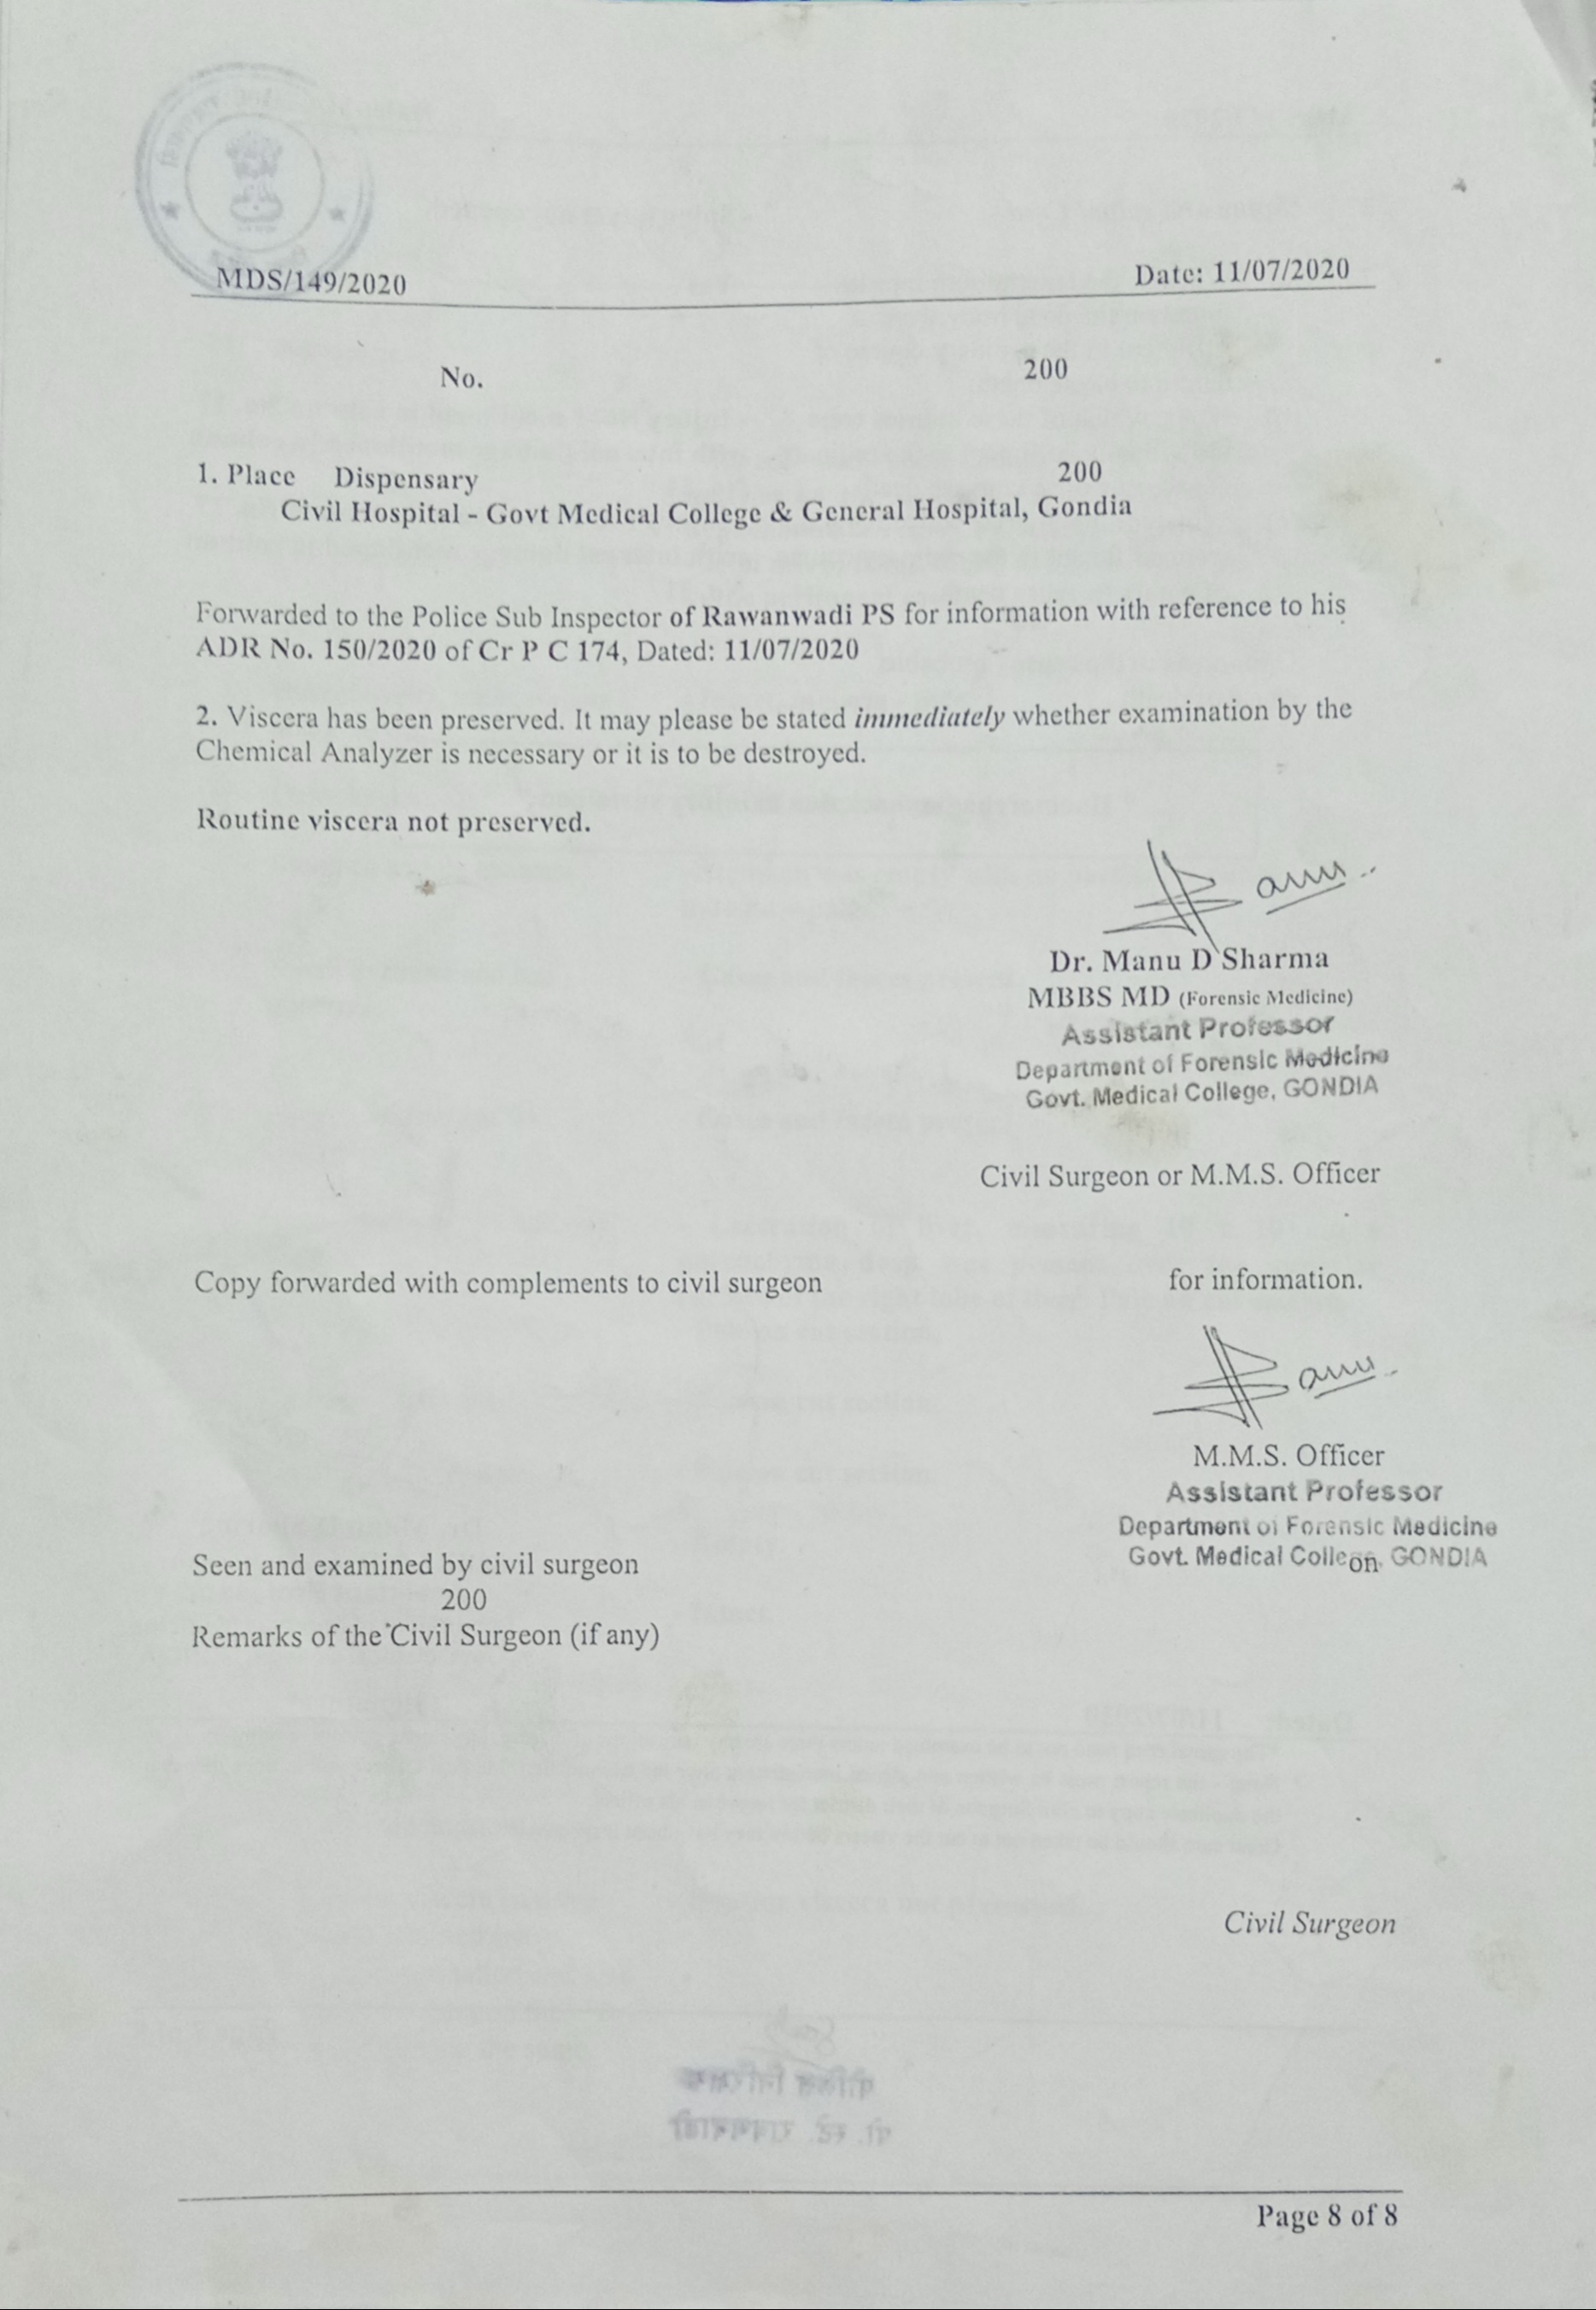 MDS/149/2020 Date: 11/07/2020
No. 200
1. Place Dispensary 200
Civil Hospital - Govt Medical College & General Hospital, Gondia
Forwarded to the Police Sub Inspector of Rawanwadi PS for information with reference to his
ADR No. 150/2020 of Cr P C 174, Dated: 11/07/2020
2. Viscera has been preserved. It may please be stated immediately whether examination by the
Chemical Analyzer is necessary or it is to be destroyed.
Routine viscera not preserved.
Dr. Manu D Sharma
MBBS MD (Forensic Medicine)
Assistant Professor
Department of Forensic Medicine
Govt. Medical College, GONDIA
Civil Surgeon or M.M.S. Officer
Copy forwarded with complements to civil surgeon for information.
M.M.S. Officer
Assistant Professor
Department of Forensic Medicine
Govt. Medical Colle on, GONDIA
Seen and examined by civil surgeon
200
Remarks of the Civil Surgeon (if any)
Civil Surgeon
Page 8 of 8